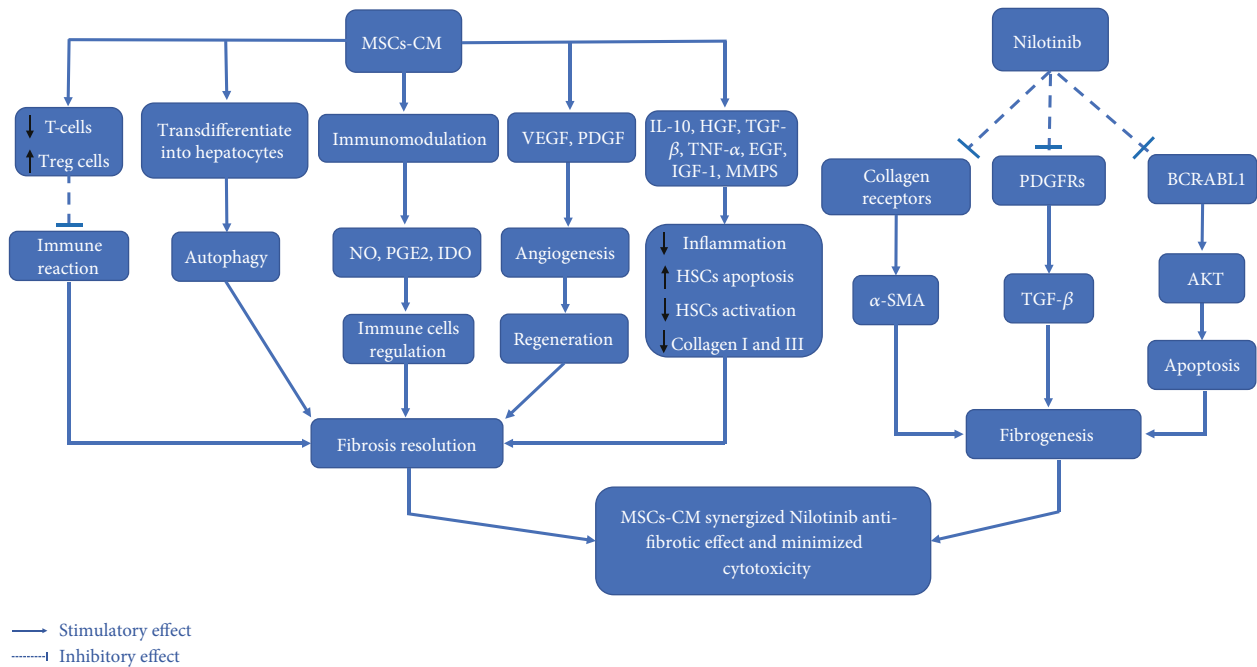 MSCs-CM
Nilotinib
T-cells
Treg cells
Transdifferentiate
into hepatocytes
Immunomodulation
VEGF, PDGF
IL-10, HGF, TGF-
β, TNF-α, EGF,
IGF-1, MMPS
Collagen
receptors
PDGFRs
BCR-ABL1
Immune
reaction
Autophagy
NO, PGE2, IDO
Angiogenesis
Inflammation
HSCs apoptosis
HSCs activation
Collagen I and III
α-SMA
TGF-β
AKT
Immune cells
regulation
Regeneration
Apoptosis
Fibrosis resolution
Fibrogenesis
MSCs-CM synergized Nilotinib anti-
fibrotic effect and minimized
cytotoxicity
Stimulatory effect
Inhibitory effect